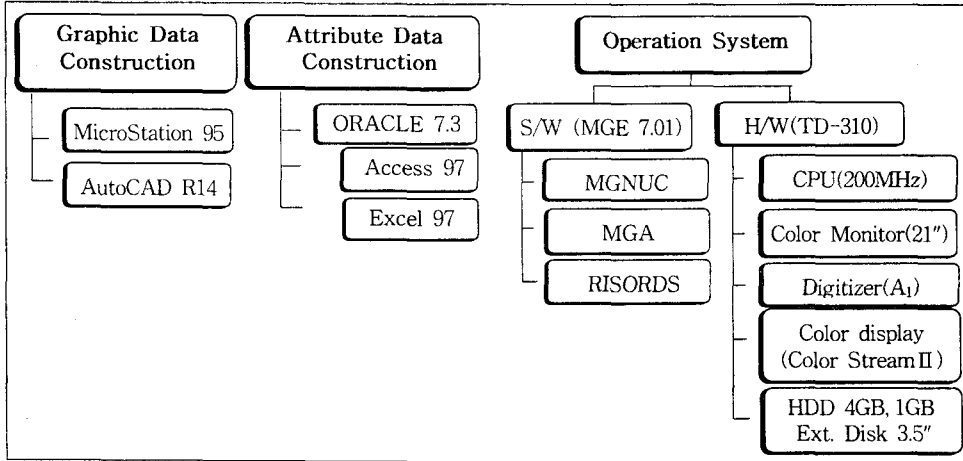 Graphic Data
Construction
MicroStation 95
AutoCAD R14
Attribute Data
Construction
ORACLE 7.3
Access 97
Excel 97
Operation System
S/W (MGE 7.01)
MGNUC
MGA
RISORDS
H/W(TD-310)
CPU(200MHz)
Color Monitor(21″)
Digitizer(A₁)
Color display
(Color StreamⅡ)
HDD 4GB, 1GB
Ext. Disk 3.5″